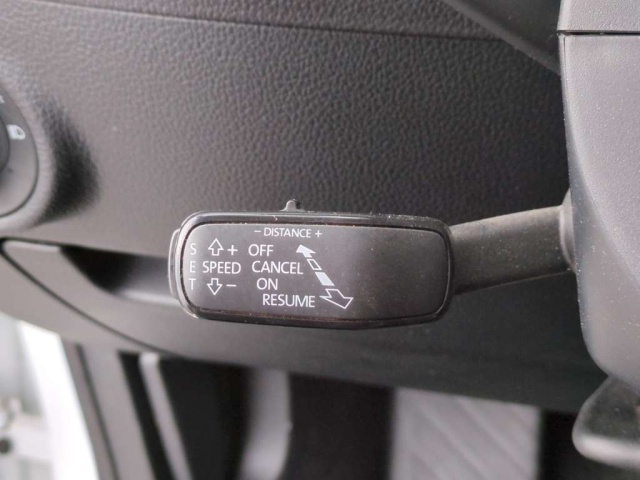 - DISTANCE +
S + OFF
E SPEED CANCEL
T - ON
RESUME